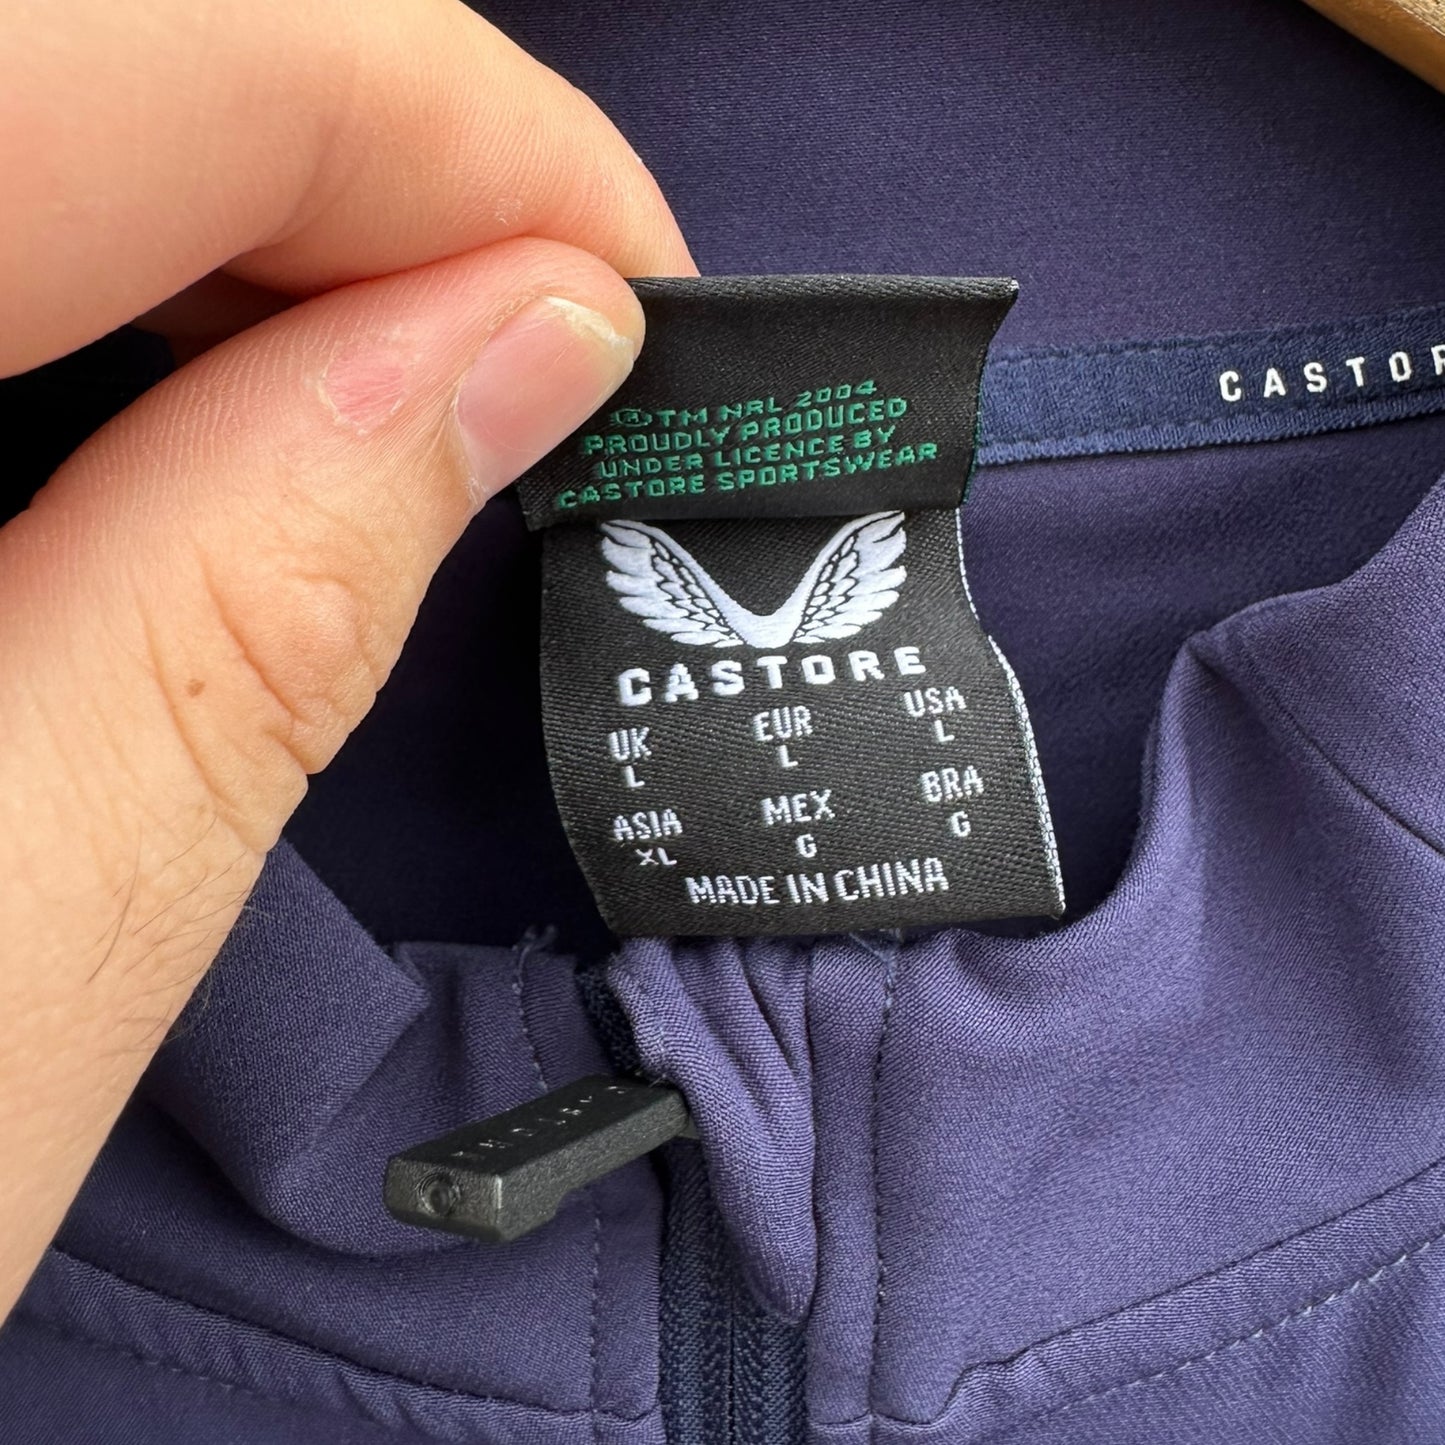 ®TM NRL 2004
PROUDLY PRODUCED
UNDER LICENCE BY
CASTORE SPORTSWEAR
CASTOR
CASTORE
UK EUR USA
L L L
ASIA MEX BRA
XL G G
MADE IN CHINA